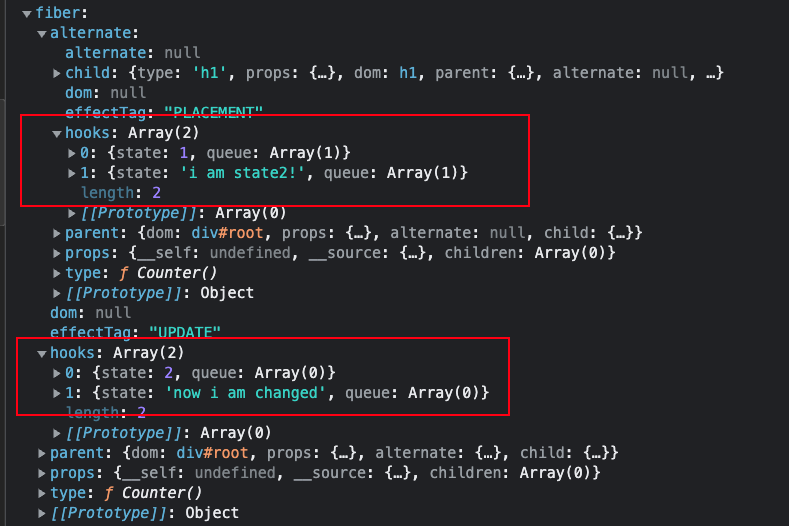 ▼fiber:
▼alternate:
alternate: null
▶child: {type: 'h1', props: {…}, dom: h1, parent: {…}, alternate: null, …}
dom: null
effectTag: "PLACEMENT"
▼hooks: Array(2)
▶0: {state: 1, queue: Array(1)}
▶1: {state: 'i am state2!', queue: Array(1)}
length: 2
▶[[Prototype]]: Array(0)
▶parent: {dom: div#root, props: {…}, alternate: null, child: {…}}
▶props: {__self: undefined, __source: {…}, children: Array(0)}
▶type: ƒ Counter()
▶[[Prototype]]: Object
dom: null
effectTag: "UPDATE"
▼hooks: Array(2)
▶0: {state: 2, queue: Array(0)}
▶1: {state: 'now i am changed', queue: Array(0)}
length: 2
▶[[Prototype]]: Array(0)
▶parent: {dom: div#root, props: {…}, alternate: {…}, child: {…}}
▶props: {__self: undefined, __source: {…}, children: Array(0)}
▶type: ƒ Counter()
▶[[Prototype]]: Object